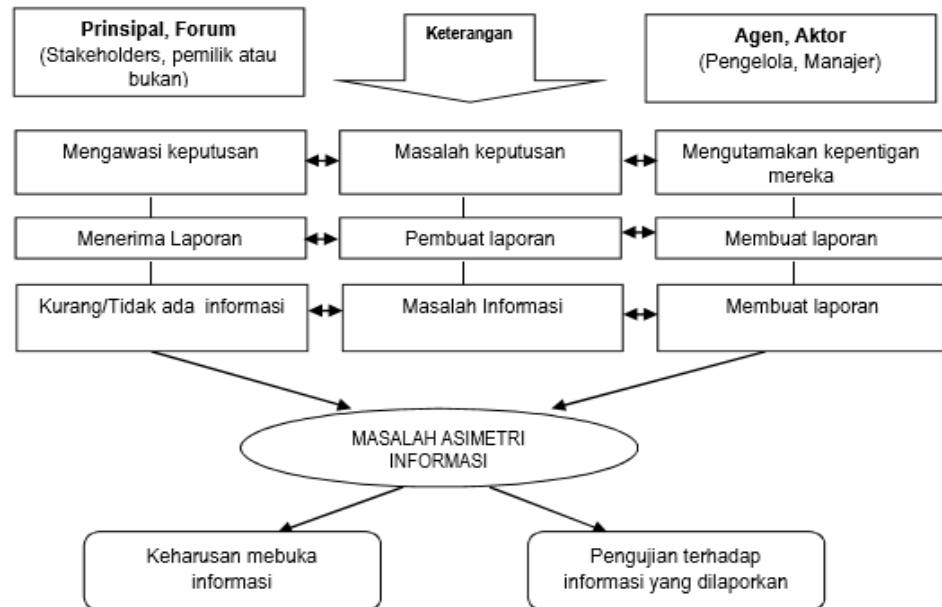 Prinsipal, Forum
(Stakeholders, pemilik atau
bukan)
Keterangan
Agen, Aktor
(Pengelola, Manajer)
Mengawasi keputusan
Masalah keputusan
Mengutamakan kepentigan
mereka
Menerima Laporan
Pembuat laporan
Membuat laporan
Kurang/Tidak ada informasi
Masalah Informasi
Membuat laporan
MASALAH ASIMETRI
INFORMASI
Keharusan mebuka
informasi
Pengujian terhadap
informasi yang dilaporkan